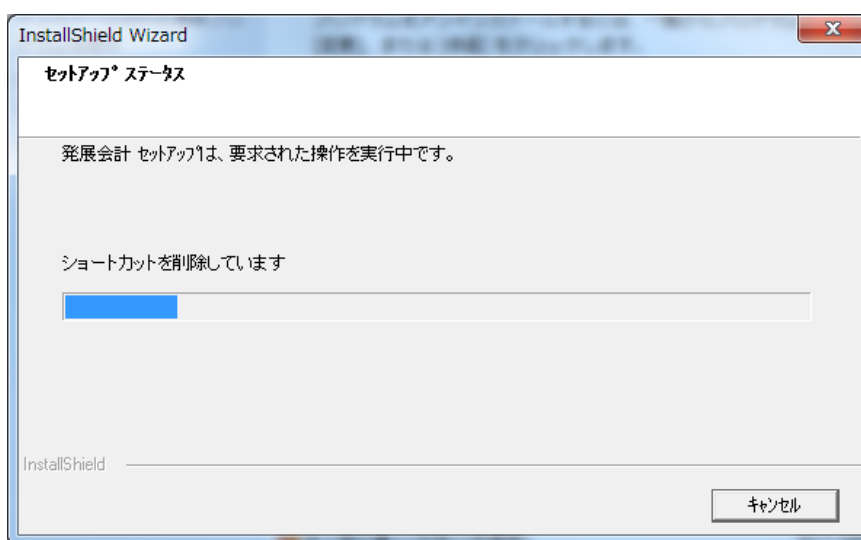 InstallShield Wizard
ｾｯﾄｱｯﾌﾟ ｽﾃｰﾀｽ
発展会計 ｾｯﾄｱｯﾌﾟは、要求された操作を実行中です。
ショートカットを削除しています
InstallShield
ｷｬﾝｾﾙ